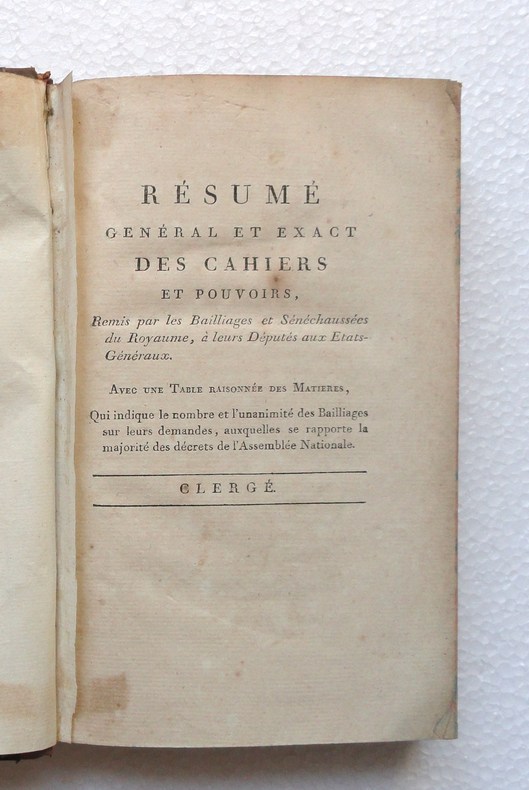 RÉSUMÉ
GENÉRAL ET EXACT
DES CAHIERS
ET POUVOIRS,
Remis par les Bailliages et Sénéchaussées
du Royaume, à leurs Députés aux Etats-
Généraux.
AVEC UNE TABLE RAISONNÉE DES MATIERES,
Qui indique le nombre et l'unanimité des Bailliages
sur leurs demandes, auxquelles se rapporte la
majorité des décrets de l'Assemblée Nationale.
CLERGÉ.